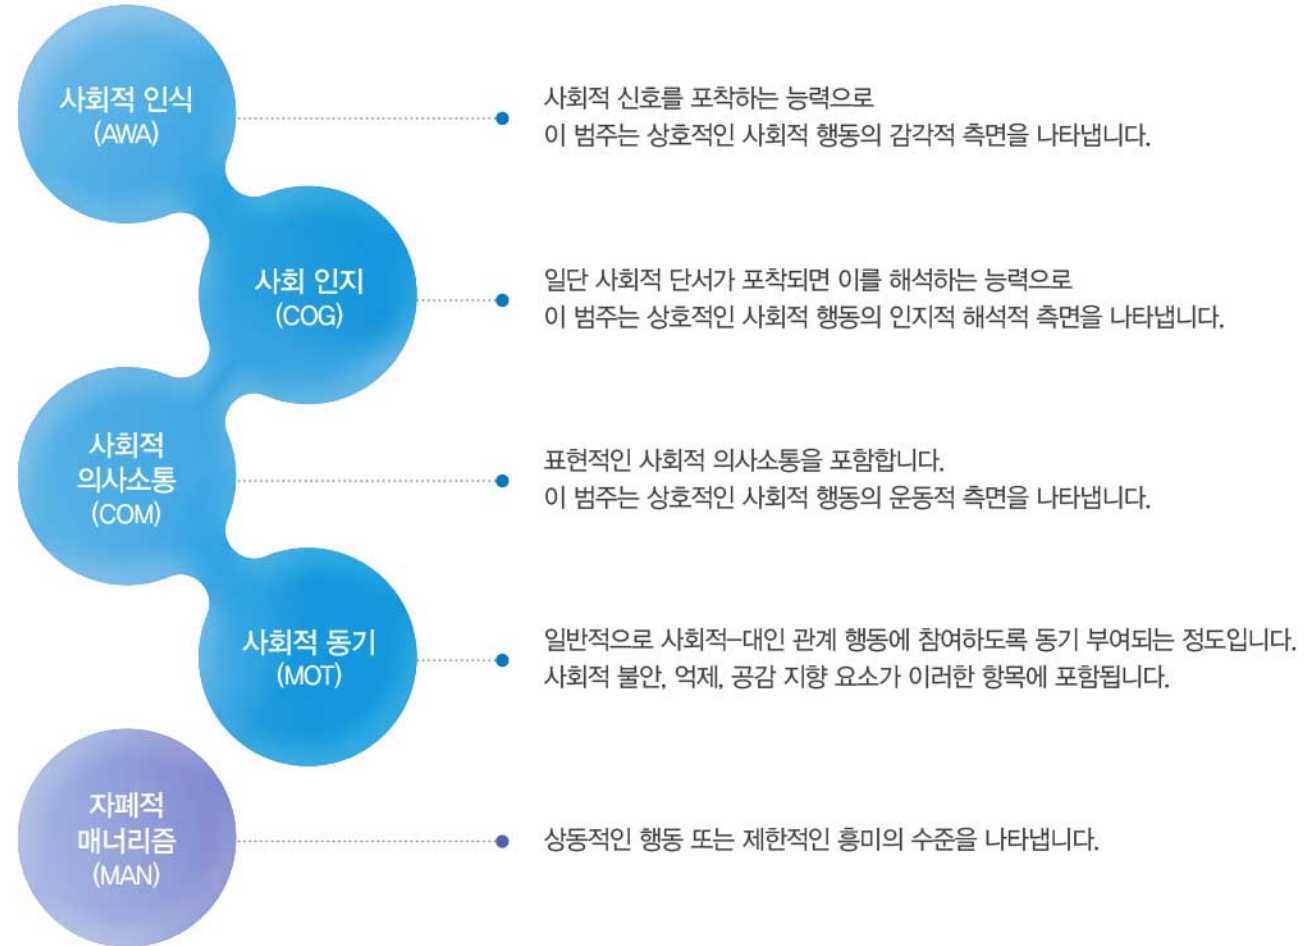 사회적 인식
(AWA)
사회적 신호를 포착하는 능력으로
이 범주는 상호적인 사회적 행동의 감각적 측면을 나타냅니다.
사회 인지
(COG)
일단 사회적 단서가 포착되면 이를 해석하는 능력으로
이 범주는 상호적인 사회적 행동의 인지적 해석적 측면을 나타냅니다.
사회적
의사소통
(COM)
표현적인 사회적 의사소통을 포함합니다.
이 범주는 상호적인 사회적 행동의 운동적 측면을 나타냅니다.
사회적 동기
(MOT)
일반적으로 사회적–대인 관계 행동에 참여하도록 동기 부여되는 정도입니다.
사회적 불안, 억제, 공감 지향 요소가 이러한 항목에 포함됩니다.
자폐적
매너리즘
(MAN)
상동적인 행동 또는 제한적인 흥미의 수준을 나타냅니다.